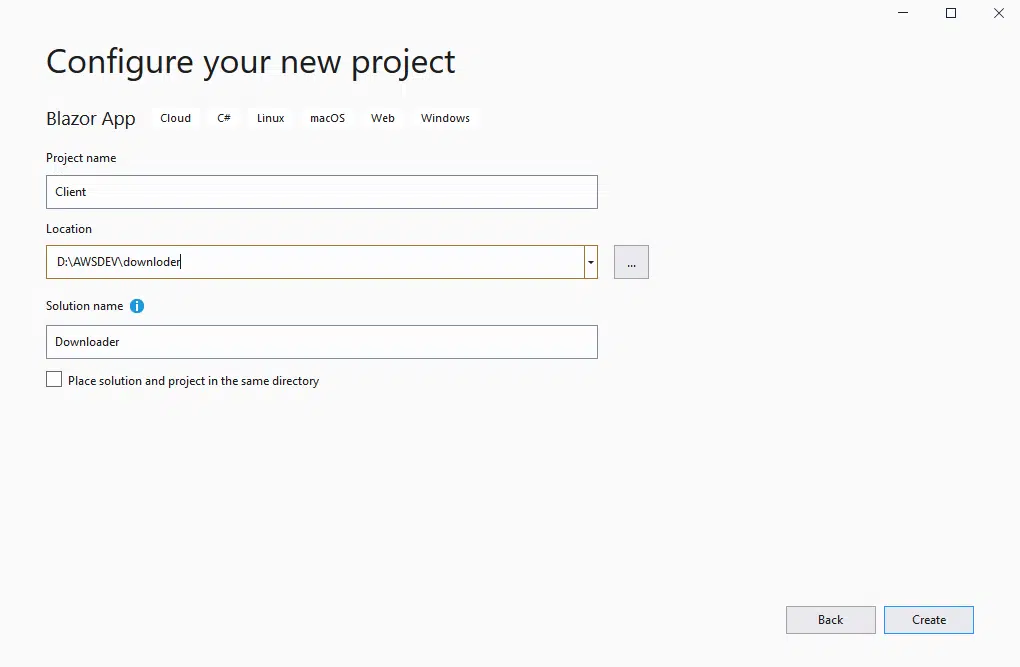 Configure your new project
Blazor App Cloud C# Linux macOS Web Windows
Project name
Client
Location
D:\AWSDEV\downloder
...
Solution name
Downloader
Place solution and project in the same directory
Back Create